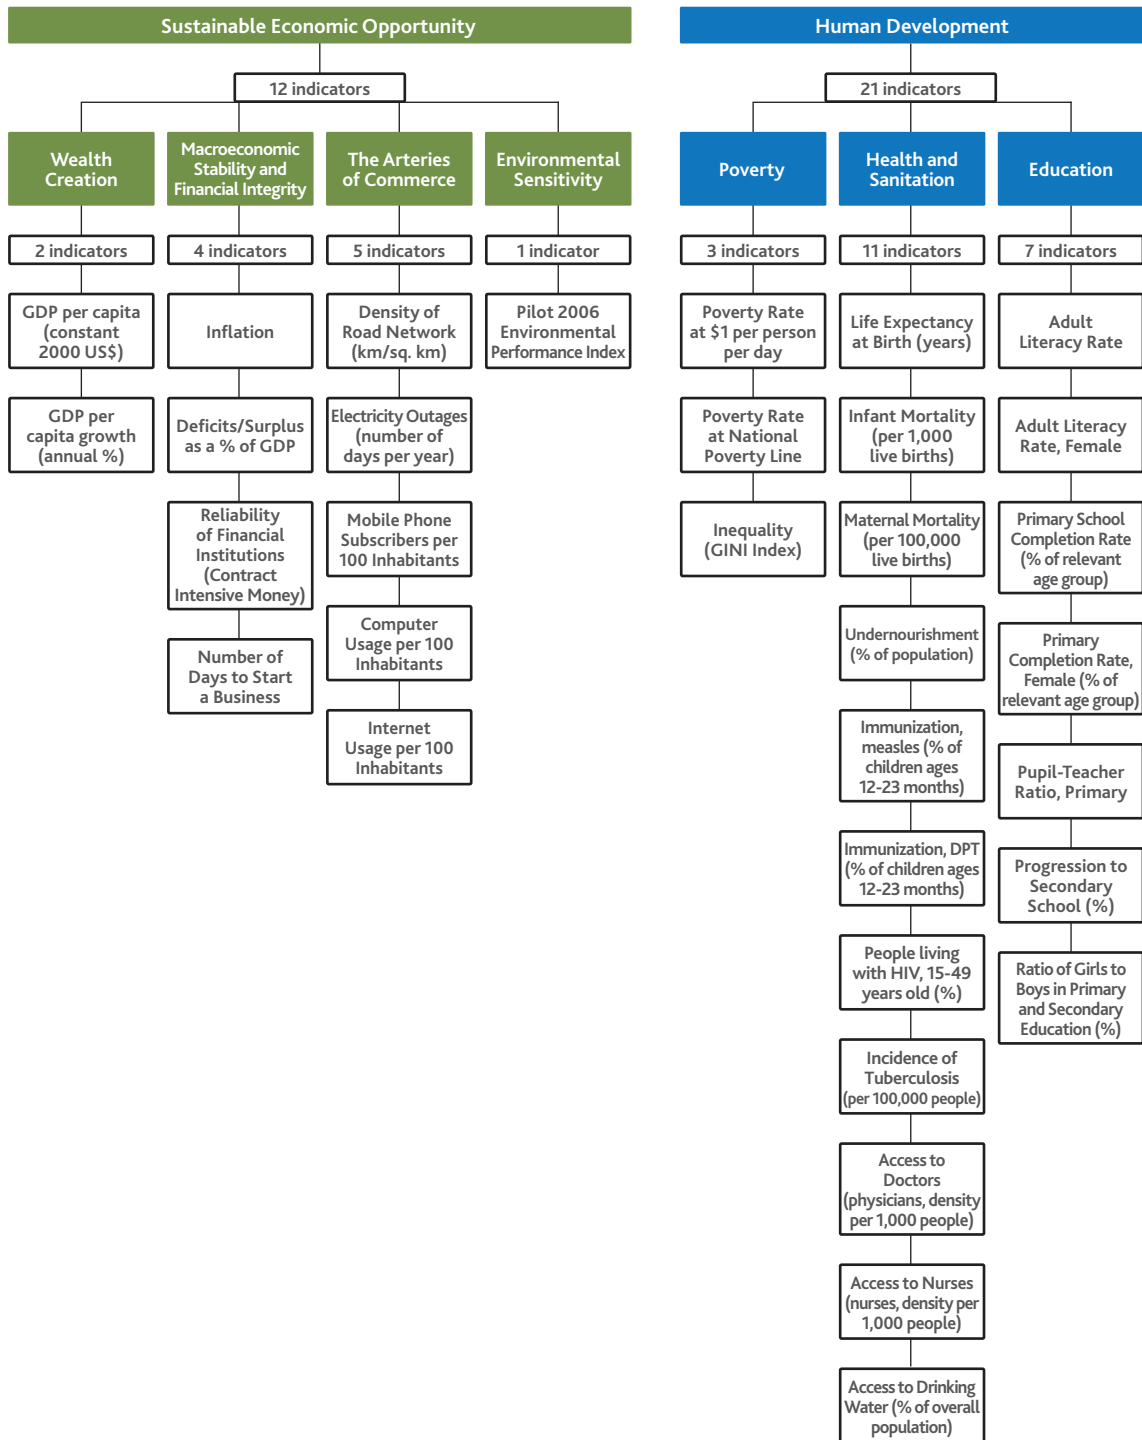 Sustainable Economic Opportunity
12 indicators
Wealth
Creation
2 indicators
GDP per capita
(constant
2000 US$)
GDP per
capita growth
(annual %)
Macroeconomic
Stability and
Financial Integrity
4 indicators
Inflation
Deficits/Surplus
as a % of GDP
Reliability
of Financial
Institutions
(Contract
Intensive Money)
Number of
Days to Start
a Business
The Arteries
of Commerce
5 indicators
Density of
Road Network
(km/sq. km)
Electricity Outages
(number of
days per year)
Mobile Phone
Subscribers per
100 Inhabitants
Computer
Usage per 100
Inhabitants
Internet
Usage per 100
Inhabitants
Environmental
Sensitivity
1 indicator
Pilot 2006
Environmental
Performance Index
Human Development
21 indicators
Poverty
3 indicators
Poverty Rate
at $1 per person
per day
Poverty Rate
at National
Poverty Line
Inequality
(GINI Index)
Health and
Sanitation
11 indicators
Life Expectancy
at Birth (years)
Infant Mortality
(per 1,000
live births)
Maternal Mortality
(per 100,000
live births)
Undernourishment
(% of population)
Immunization,
measles (% of
children ages
12-23 months)
Immunization, DPT
(% of children ages
12-23 months)
People living
with HIV, 15-49
years old (%)
Incidence of
Tuberculosis
(per 100,000 people)
Access to
Doctors
(physicians, density
per 1,000 people)
Access to Nurses
(nurses, density per
1,000 people)
Access to Drinking
Water (% of overall
population)
Education
7 indicators
Adult
Literacy Rate
Adult Literacy
Rate, Female
Primary School
Completion Rate
(% of relevant
age group)
Primary
Completion Rate,
Female (% of
relevant age group)
Pupil-Teacher
Ratio, Primary
Progression to
Secondary
School (%)
Ratio of Girls to
Boys in Primary
and Secondary
Education (%)